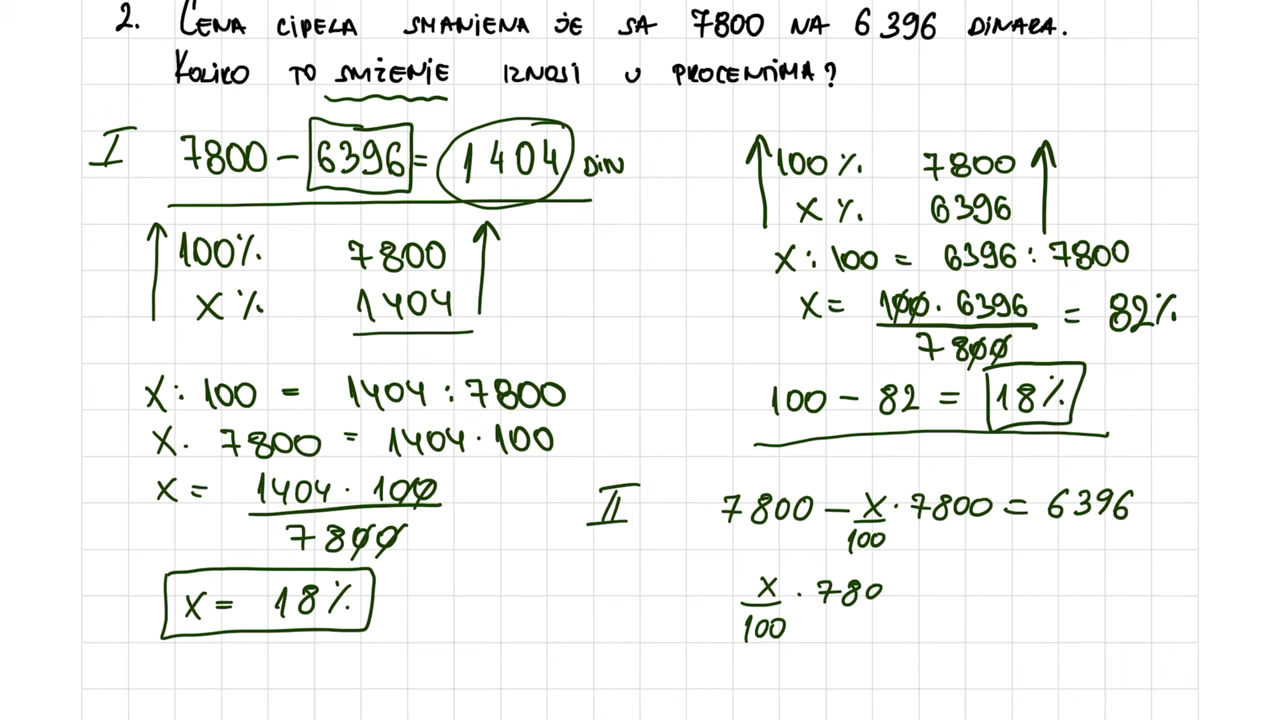 2. CENA CIPELA SMANJENA JE SA 7800 NA 6396 DINARA.
KOLIKO TO SNIŽENJE IZNOSI U PROCENTIMA?
I 7800 - 6396 = 1404 DIN
100% 7800
X% 1404
X : 100 = 1404 : 7800
X · 7800 = 1404 · 100
X = 1404 · 100
7800
X = 18%
100% 7800
X% 6396
X : 100 = 6396 : 7800
X = 100 · 6396 = 82%
7800
100 - 82 = 18%
II 7800 - X/100 · 7800 = 6396
X/100 · 780